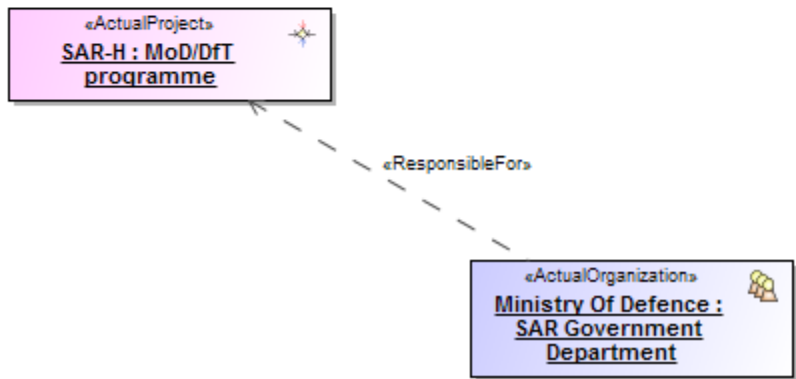 «ActualProject»
SAR-H : MoD/DfT
programme
«ResponsibleFor»
«ActualOrganization»
Ministry Of Defence :
SAR Government
Department